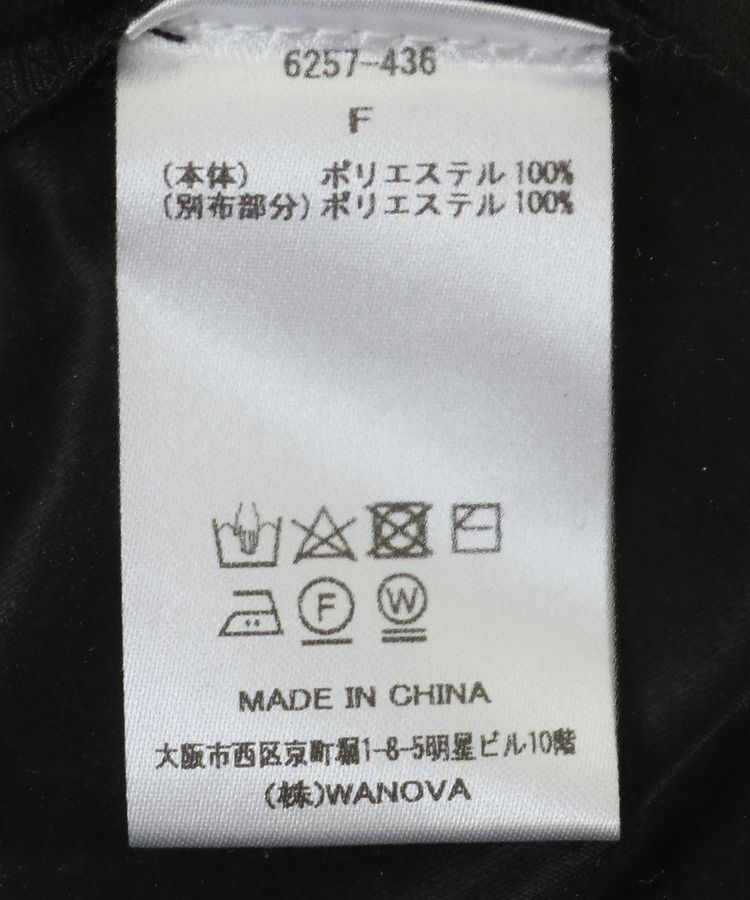 6257-436
F
(本体) ポリエステル 100%
(別布部分) ポリエステル 100%
F W
MADE IN CHINA
大阪市西区京町堀1-8-5明星ビル10階
(株)WANOVA